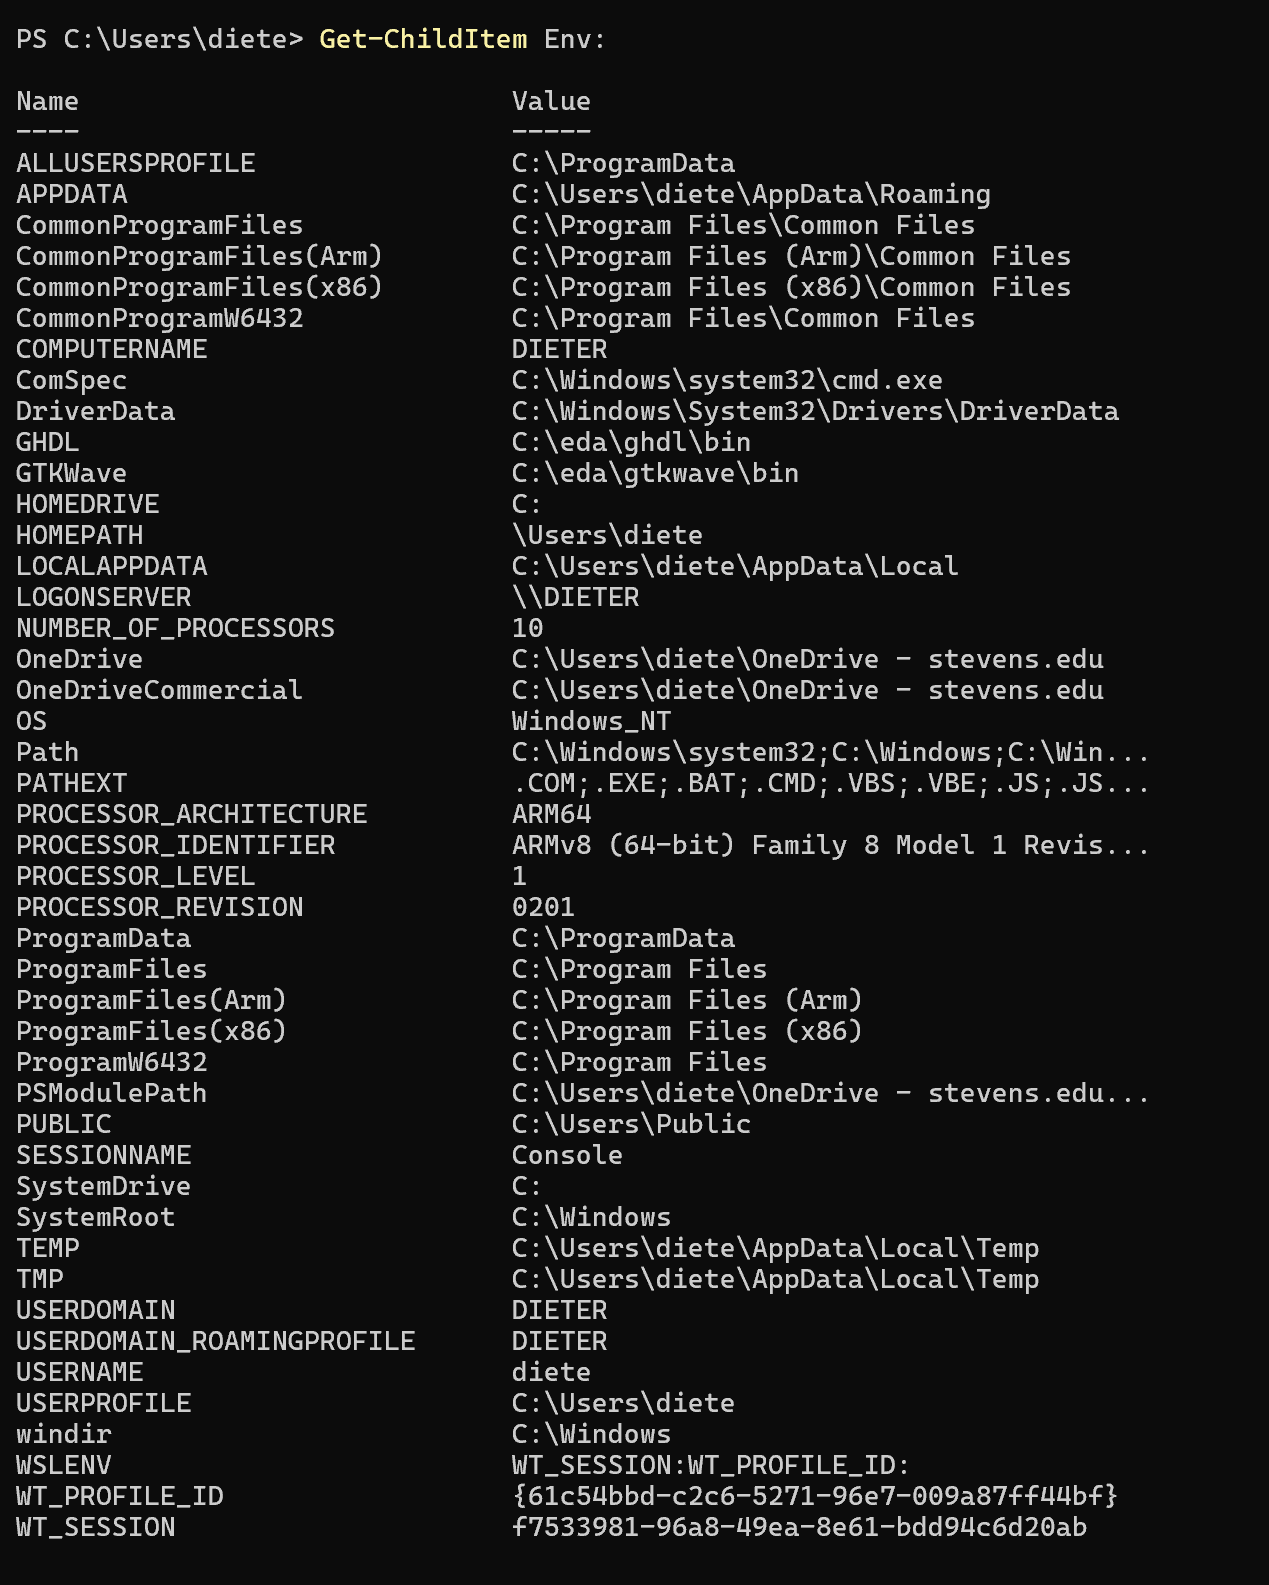 PS C:\Users\diete> Get-ChildItem Env:
Name Value
---- -----
ALLUSERSPROFILE C:\ProgramData
APPDATA C:\Users\diete\AppData\Roaming
CommonProgramFiles C:\Program Files\Common Files
CommonProgramFiles(Arm) C:\Program Files (Arm)\Common Files
CommonProgramFiles(x86) C:\Program Files (x86)\Common Files
CommonProgramW6432 C:\Program Files\Common Files
COMPUTERNAME DIETER
ComSpec C:\Windows\system32\cmd.exe
DriverData C:\Windows\System32\Drivers\DriverData
GHDL C:\eda\ghdl\bin
GTKWave C:\eda\gtkwave\bin
HOMEDRIVE C:
HOMEPATH \Users\diete
LOCALAPPDATA C:\Users\diete\AppData\Local
LOGONSERVER \\DIETER
NUMBER_OF_PROCESSORS 10
OneDrive C:\Users\diete\OneDrive - stevens.edu
OneDriveCommercial C:\Users\diete\OneDrive - stevens.edu
OS Windows_NT
Path C:\Windows\system32;C:\Windows;C:\Win...
PATHEXT .COM;.EXE;.BAT;.CMD;.VBS;.VBE;.JS;.JS...
PROCESSOR_ARCHITECTURE ARM64
PROCESSOR_IDENTIFIER ARMv8 (64-bit) Family 8 Model 1 Revis...
PROCESSOR_LEVEL 1
PROCESSOR_REVISION 0201
ProgramData C:\ProgramData
ProgramFiles C:\Program Files
ProgramFiles(Arm) C:\Program Files (Arm)
ProgramFiles(x86) C:\Program Files (x86)
ProgramW6432 C:\Program Files
PSModulePath C:\Users\diete\OneDrive - stevens.edu...
PUBLIC C:\Users\Public
SESSIONNAME Console
SystemDrive C:
SystemRoot C:\Windows
TEMP C:\Users\diete\AppData\Local\Temp
TMP C:\Users\diete\AppData\Local\Temp
USERDOMAIN DIETER
USERDOMAIN_ROAMINGPROFILE DIETER
USERNAME diete
USERPROFILE C:\Users\diete
windir C:\Windows
WSLENV WT_SESSION:WT_PROFILE_ID:
WT_PROFILE_ID {61c54bbd-c2c6-5271-96e7-009a87ff44bf}
WT_SESSION f7533981-96a8-49ea-8e61-bdd94c6d20ab